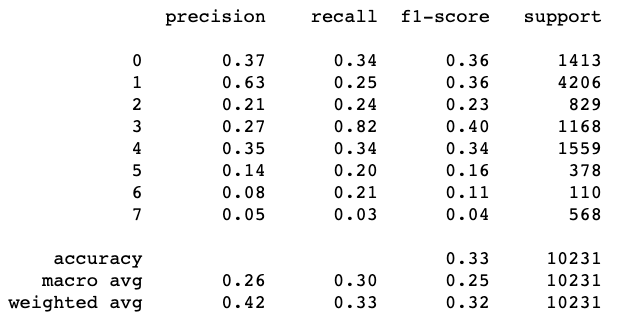 precision recall f1-score support
0 0.37 0.34 0.36 1413
1 0.63 0.25 0.36 4206
2 0.21 0.24 0.23 829
3 0.27 0.82 0.40 1168
4 0.35 0.34 0.34 1559
5 0.14 0.20 0.16 378
6 0.08 0.21 0.11 110
7 0.05 0.03 0.04 568
accuracy 0.33 10231
macro avg 0.26 0.30 0.25 10231
weighted avg 0.42 0.33 0.32 10231